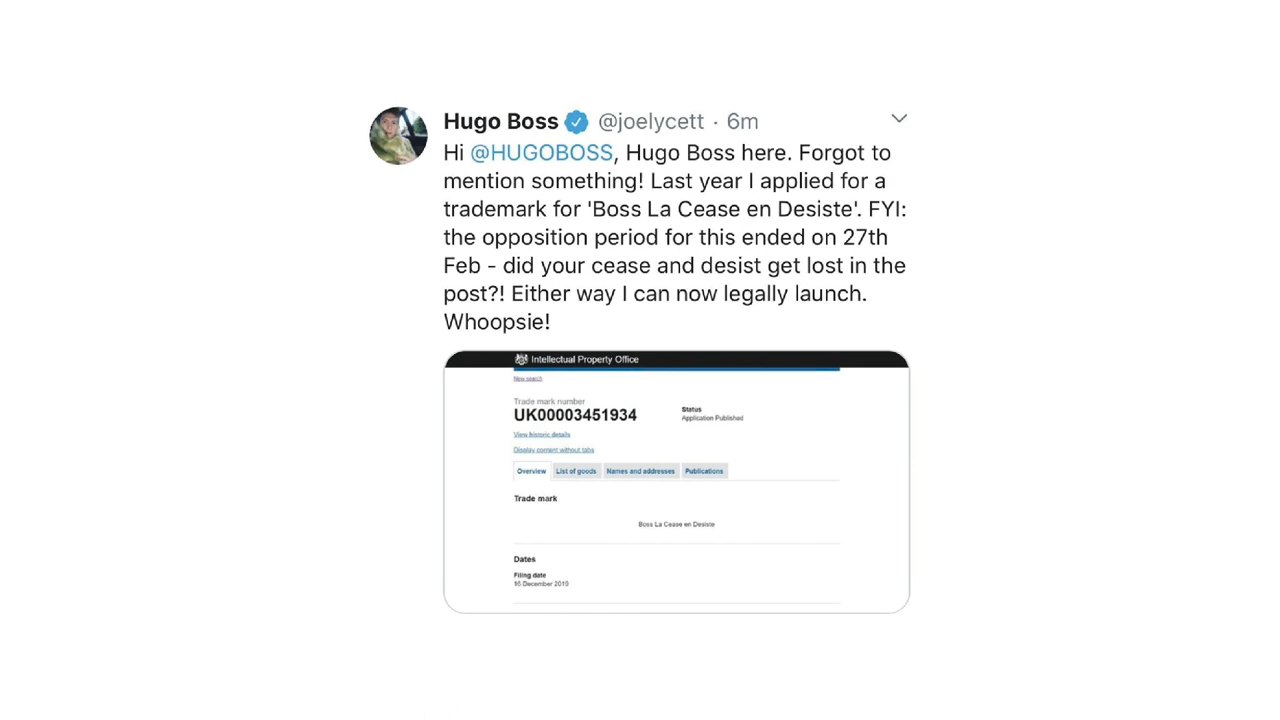 Hugo Boss @joelycett · 6m
Hi @HUGOBOSS, Hugo Boss here. Forgot to
mention something! Last year I applied for a
trademark for 'Boss La Cease en Desiste'. FYI:
the opposition period for this ended on 27th
Feb - did your cease and desist get lost in the
post?! Either way I can now legally launch.
Whoopsie!
Intellectual Property Office
New search
Trade mark number
UK00003451934
Status
Application Published
View historic details
Display content without tabs
Overview List of goods Names and addresses Publications
Trade mark
Boss La Cease en Desiste
Dates
Filing date
16 December 2019